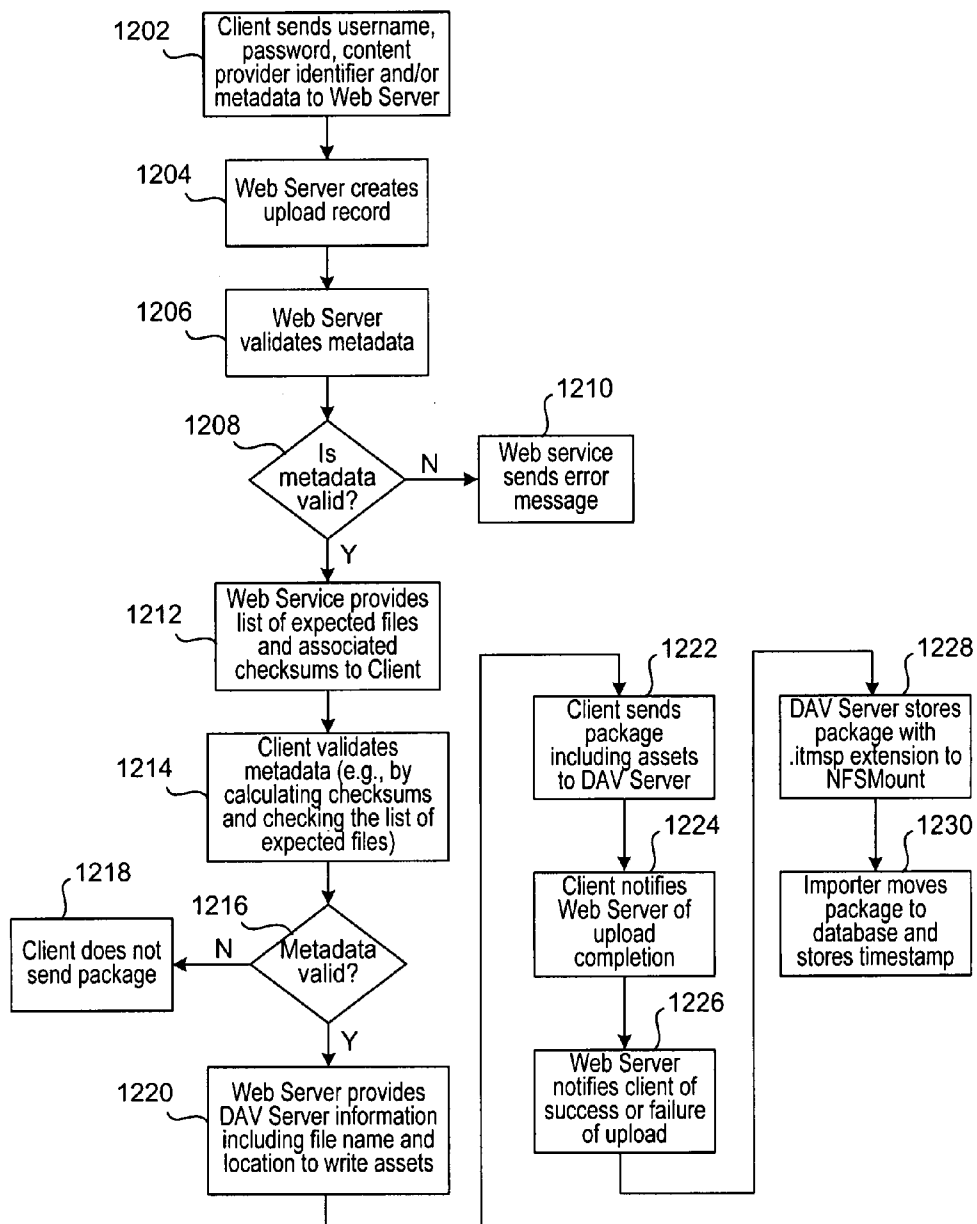 1202
Client sends username,
password, content
provider identifier and/or
metadata to Web Server
1204
Web Server creates
upload record
1206
Web Server
validates metadata
1208
Is
metadata
valid?
N
1210
Web service
sends error
message
Y
1212
Web Service provides
list of expected files
and associated
checksums to Client
1214
Client validates
metadata (e.g., by
calculating checksums
and checking the list of
expected files)
1216
Metadata
valid?
N
1218
Client does not
send package
Y
1220
Web Server provides
DAV Server information
including file name and
location to write assets
1222
Client sends
package
including assets
to DAV Server
1224
Client notifies
Web Server of
upload
completion
1226
Web Server
notifies client of
success or failure
of upload
1228
DAV Server stores
package with
.itmsp extension to
NFSMount
1230
Importer moves
package to
database and
stores timestamp